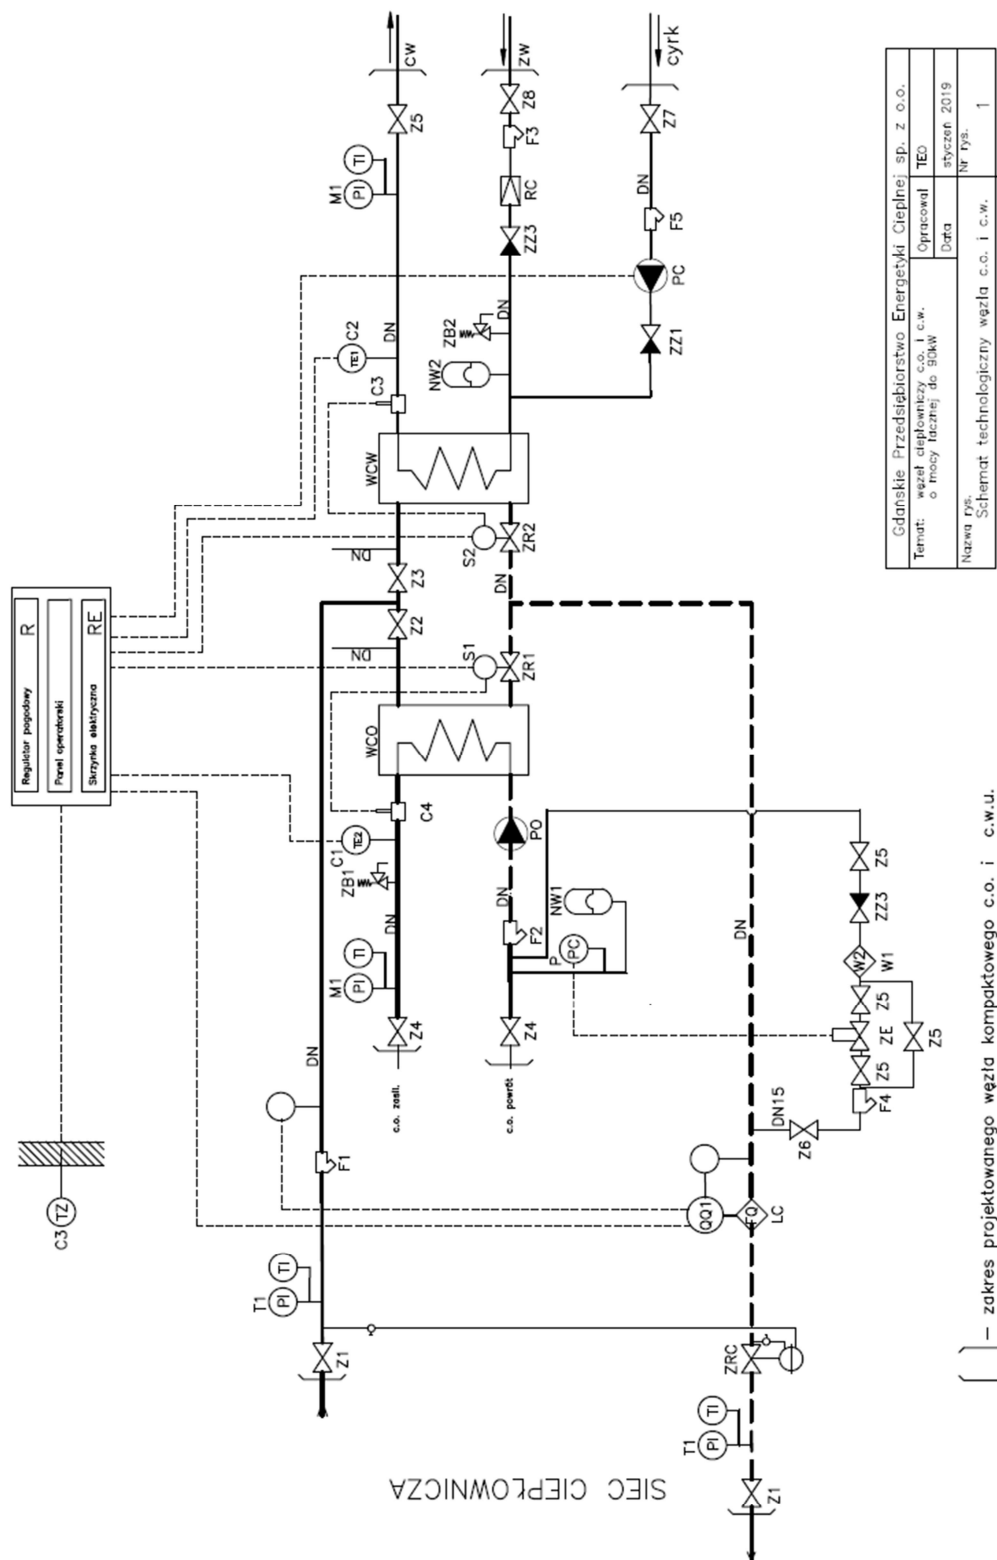 Regulator pogodowy R
Panel operatorski
Skrzynka elektryczna RE
C3 TZ
T1 PI TI
Z1
F1
DN
M1 PI TI
Z4
c.o. zasil.
ZB1
DN
C1 TE2
C4
WCO
Z4
c.o. powrót
F2
DN
PO
P PC
NW1
S1
ZR1
DN
Z2
Z3
DN
S2
ZR2
DN
WCW
C3
TE1 C2
DN
M1 PI TI
Z5
cw
NW2
ZB2
DN
ZZ3
RC
F3
Z8
zw
ZZ1
PC
F5
DN
Z7
cyrk
SIEC CIEPŁOWNICZA
T1 PI TI
Z1
ZRC
QQ1
FQ
LC
DN
DN15
Z6
F4
Z5
ZE
Z5
Z5
W2
W1
ZZ3
Z5
– zakres projektowanego węzła kompaktowego c.o. i c.w.u.
Gdańskie Przedsiębiorstwo Energetyki Cieplnej sp. z o.o.
Temat: węzeł ciepłowniczy c.o. i c.w.
o mocy łącznej do 90kW
Opracował TEO
Data styczeń 2019
Nazwa rys.
Schemat technologiczny węzła c.o. i c.w.
Nr rys.
1